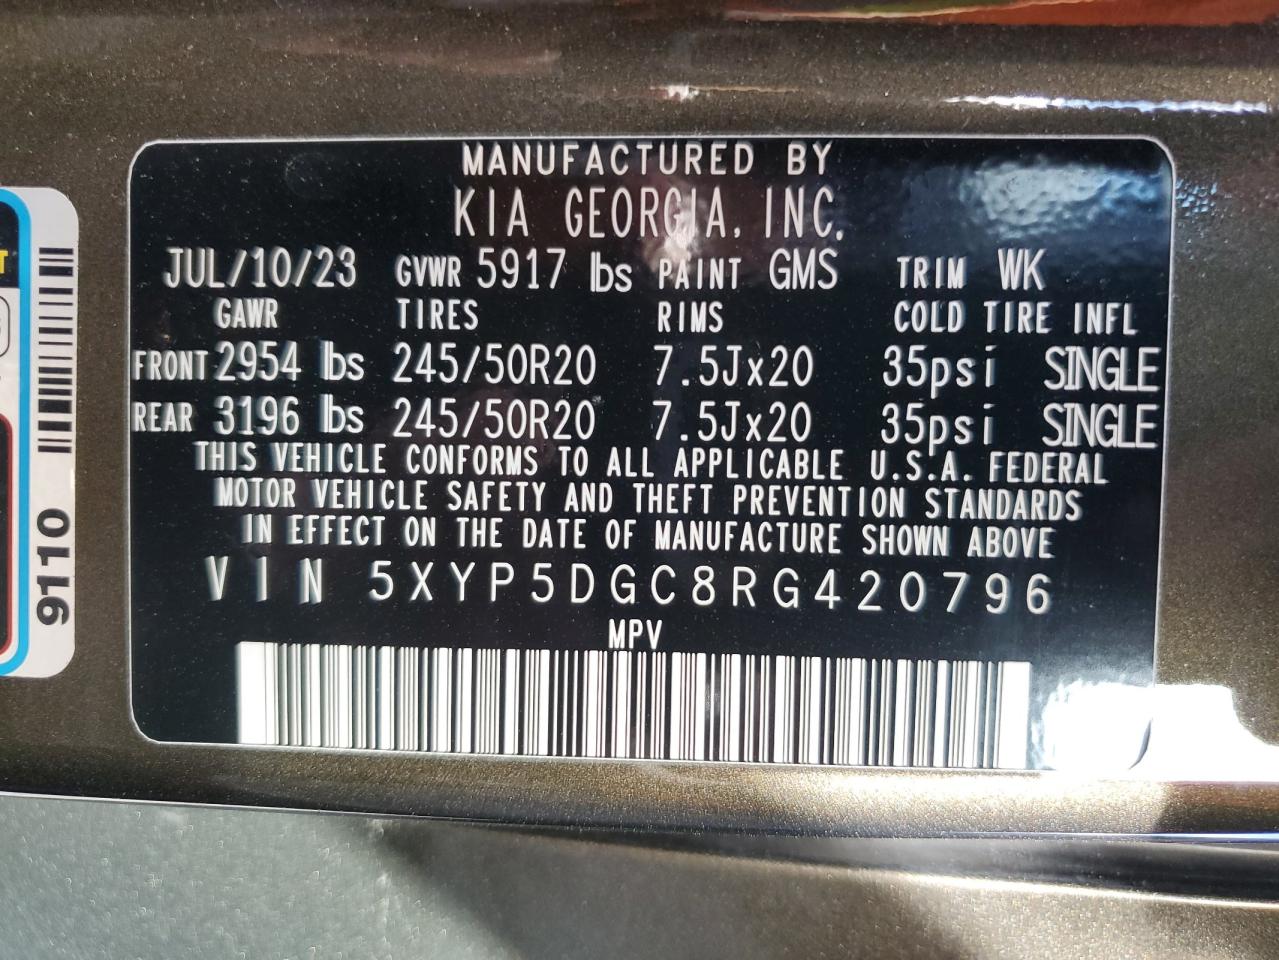 MANUFACTURED BY
KIA GEORGIA, INC.
JUL/10/23 GVWR 5917 lbs PAINT GMS TRIM WK
GAWR TIRES RIMS COLD TIRE INFL
FRONT 2954 lbs 245/50R20 7.5Jx20 35psi SINGLE
REAR 3196 lbs 245/50R20 7.5Jx20 35psi SINGLE
THIS VEHICLE CONFORMS TO ALL APPLICABLE U.S.A. FEDERAL
MOTOR VEHICLE SAFETY AND THEFT PREVENTION STANDARDS
IN EFFECT ON THE DATE OF MANUFACTURE SHOWN ABOVE
VIN 5XYP5DGC8RG420796
MPV
9110